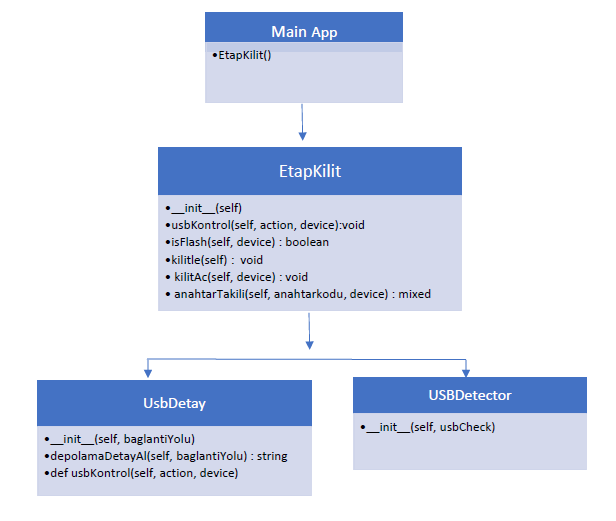 Main App
•EtapKilit()
EtapKilit
•__init__(self)
•usbKontrol(self, action, device):void
•isFlash(self, device) : boolean
•kilitle(self) : void
• kilitAc(self, device) : void
• anahtarTakili(self, anahtarkodu, device) : mixed
UsbDetay
•__init__(self, baglantiYolu)
•depolamaDetayAl(self, baglantiYolu) : string
•def usbKontrol(self, action, device)
USBDetector
•__init__(self, usbCheck)